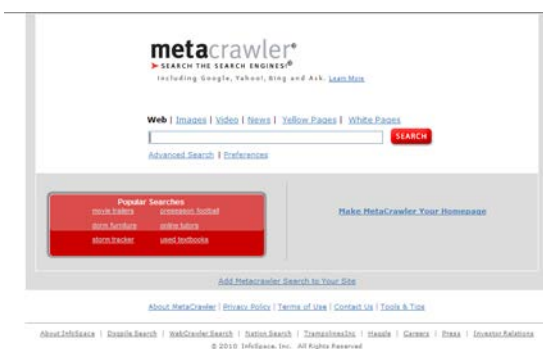 metacrawler®
SEARCH THE SEARCH ENGINES!®
Including Google, Yahoo!, Bing and Ask. Learn More
Web | Images | Video | News | Yellow Pages | White Pages
SEARCH
Advanced Search | Preferences
Popular Searches
movie trailers preseason football
dorm furniture online tutors
storm tracker used textbooks
Make MetaCrawler Your Homepage
Add Metacrawler Search to Your Site
About MetaCrawler | Privacy Policy | Terms of Use | Contact Us | Tools & Tips
About InfoSpace | Dogpile Search | WebCrawler Search | Nation Search | | | Careers | Press | Investor Relations
© 2010 InfoSpace, Inc. All Rights Reserved